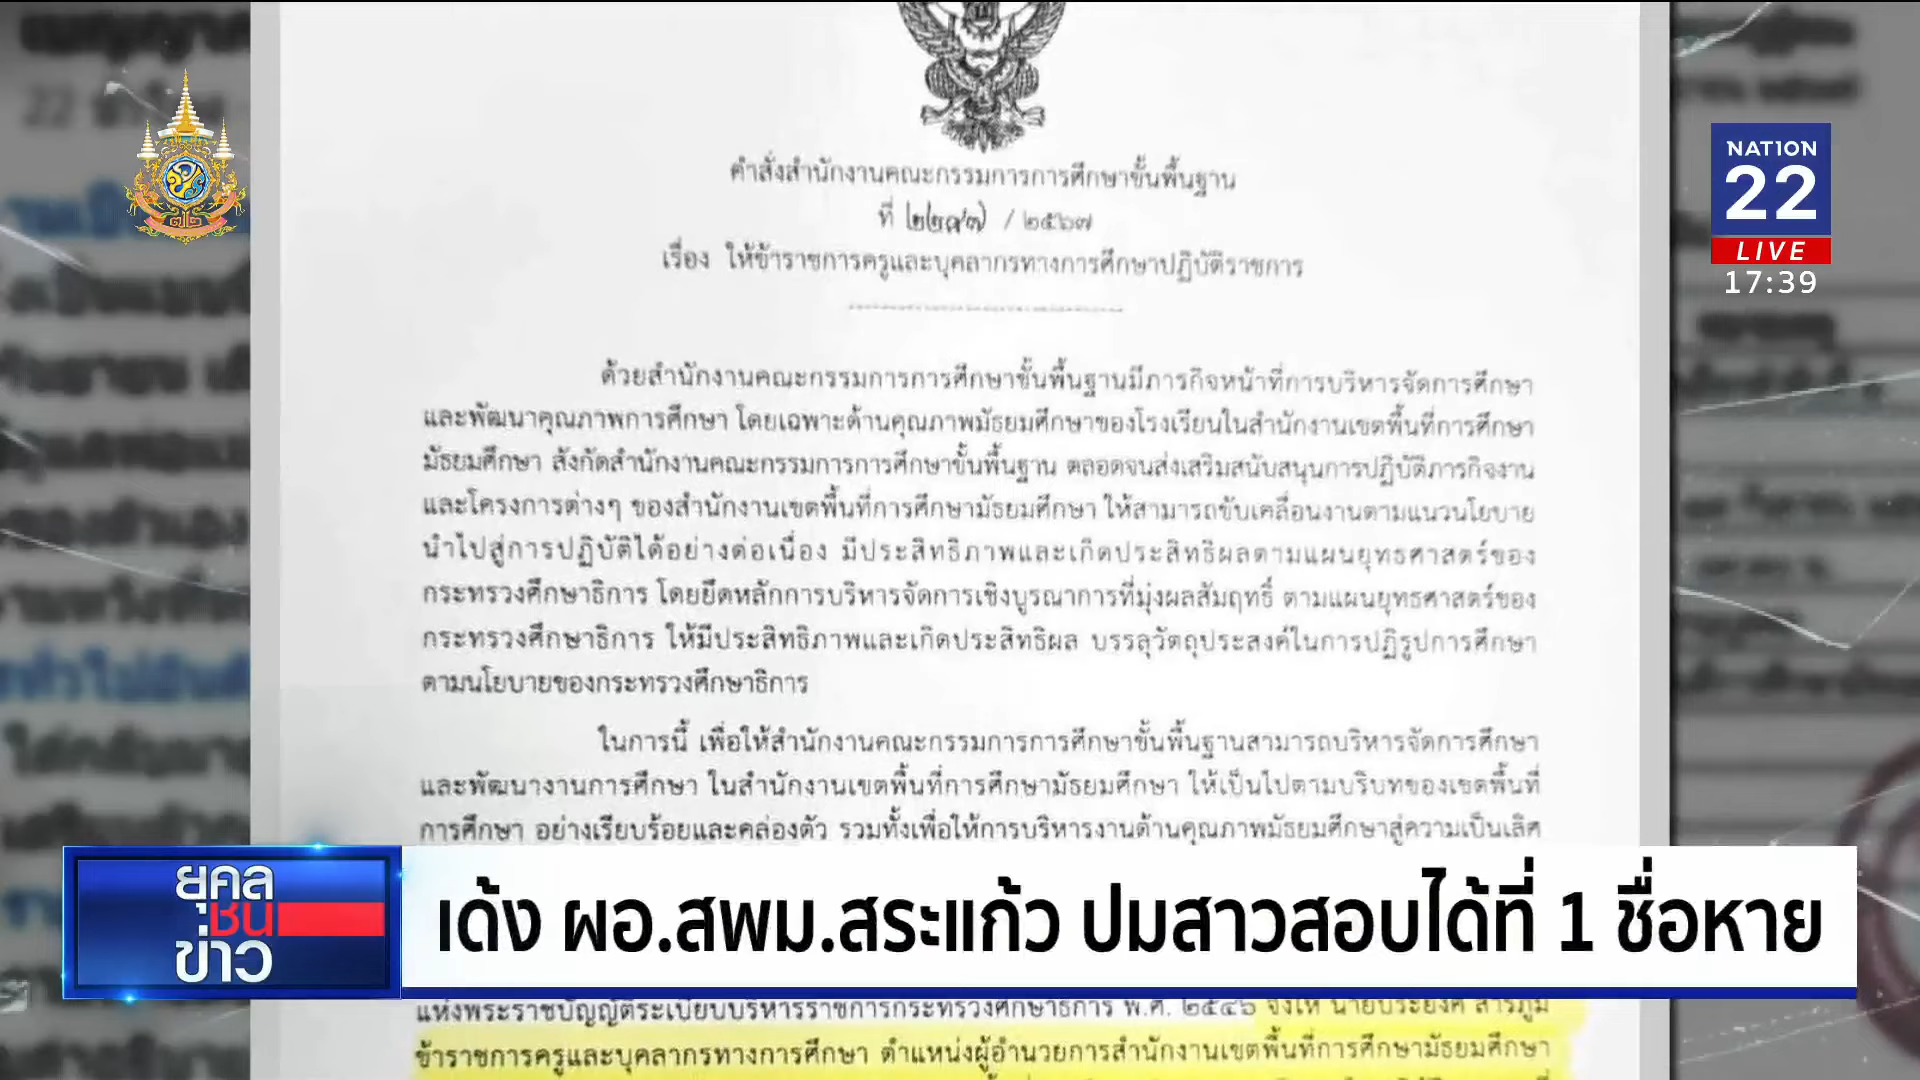 คำสั่งสำนักงานคณะกรรมการการศึกษาขั้นพื้นฐาน
ที่ / ๒๕๖๗
เรื่อง ให้ข้าราชการครูและบุคลากรทางการศึกษาปฏิบัติราชการ
NATION
22
LIVE
17:39
ด้วยสำนักงานคณะกรรมการการศึกษาขั้นพื้นฐานมีภารกิจหน้าที่การบริหารจัดการศึกษา
และพัฒนาคุณภาพการศึกษา โดยเฉพาะด้านคุณภาพมัธยมศึกษาของโรงเรียนในสำนักงานเขตพื้นที่การศึกษา
มัธยมศึกษา สังกัดสำนักงานคณะกรรมการการศึกษาขั้นพื้นฐาน ตลอดจนส่งเสริมสนับสนุนการปฏิบัติภารกิจงาน
และโครงการต่างๆ ของสำนักงานเขตพื้นที่การศึกษามัธยมศึกษา ให้สามารถขับเคลื่อนงานตามแนวนโยบาย
นำไปสู่การปฏิบัติได้อย่างต่อเนื่อง มีประสิทธิภาพและเกิดประสิทธิผลตามแผนยุทธศาสตร์ของ
กระทรวงศึกษาธิการ โดยยึดหลักการบริหารจัดการเชิงบูรณาการที่มุ่งผลสัมฤทธิ์ ตามแผนยุทธศาสตร์ของ
กระทรวงศึกษาธิการ ให้มีประสิทธิภาพและเกิดประสิทธิผล บรรลุวัตถุประสงค์ในการปฏิรูปการศึกษา
ตามนโยบายของกระทรวงศึกษาธิการ
ในการนี้ เพื่อให้สำนักงานคณะกรรมการการศึกษาขั้นพื้นฐานสามารถบริหารจัดการศึกษา
และพัฒนางานการศึกษา ในสำนักงานเขตพื้นที่การศึกษามัธยมศึกษา ให้เป็นไปตามบริบทของเขตพื้นที่
การศึกษา อย่างเรียบร้อยและคล่องตัว รวมทั้งเพื่อให้การบริหารงานด้านคุณภาพมัธยมศึกษาสู่ความเป็นเลิศ
ยุคล
ชน
ข่าว
เด้ง ผอ.สพม.สระแก้ว ปมสาวสอบได้ที่ 1 ชื่อหาย
แห่งพระราชบัญญัติระเบียบบริหารราชการกระทรวงศึกษาธิการ พ.ศ. ๒๕๔๖ จึงให้ นายประยงค์ สารภูมิ
ข้าราชการครูและบุคลากรทางการศึกษา ตำแหน่งผู้อำนวยการสำนักงานเขตพื้นที่การศึกษามัธยมศึกษา